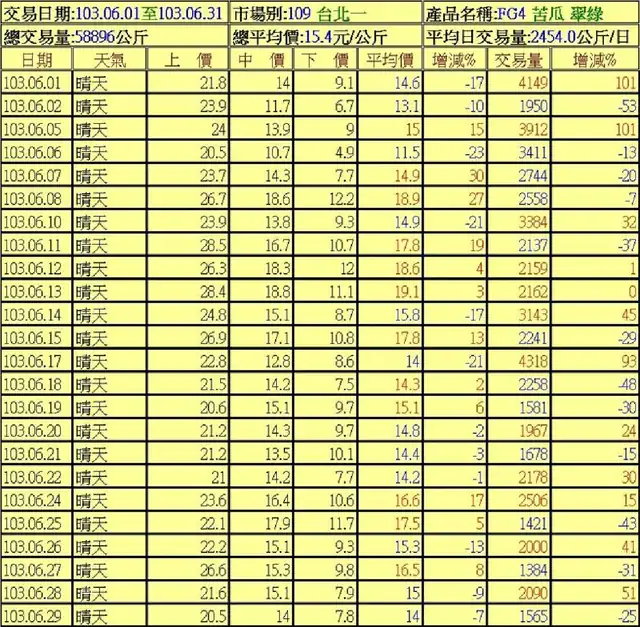 交易日期:103.06.01至103.06.31 市場別:109 台北一 產品名稱:FG4 苦瓜 翠綠
總交易量:58896公斤 總平均價:15.4元/公斤 平均日交易量:2454.0公斤/日
日期 天氣 上 價 中 價 下 價 平均價 增減% 交易量 增減%
103.06.01 晴天 21.8 14 9.1 14.6 -17 4149 101
103.06.02 晴天 23.9 11.7 6.7 13.1 -10 1950 -53
103.06.05 晴天 24 13.9 9 15 15 3912 101
103.06.06 晴天 20.5 10.7 4.9 11.5 -23 3411 -13
103.06.07 晴天 23.7 14.3 7.7 14.9 30 2744 -20
103.06.08 晴天 26.7 18.6 12.2 18.9 27 2558 -7
103.06.10 晴天 23.9 13.8 9.3 14.9 -21 3384 32
103.06.11 晴天 28.5 16.7 10.7 17.8 19 2137 -37
103.06.12 晴天 26.3 18.3 12 18.6 4 2159 1
103.06.13 晴天 28.4 18.8 11.1 19.1 3 2162 0
103.06.14 晴天 24.8 15.1 8.7 15.8 -17 3143 45
103.06.15 晴天 26.9 17.1 10.8 17.8 13 2241 -29
103.06.17 晴天 22.8 12.8 8.6 14 -21 4318 93
103.06.18 晴天 21.5 14.2 7.5 14.3 2 2258 -48
103.06.19 晴天 20.6 15.1 9.7 15.1 6 1581 -30
103.06.20 晴天 21.2 14.3 9.7 14.8 -2 1967 24
103.06.21 晴天 21.2 13.5 10.1 14.4 -3 1678 -15
103.06.22 晴天 21 14.2 7.7 14.2 -1 2178 30
103.06.24 晴天 23.6 16.4 10.6 16.6 17 2506 15
103.06.25 晴天 22.1 17.9 11.7 17.5 5 1421 -43
103.06.26 晴天 22.2 15.1 9.3 15.3 -13 2000 41
103.06.27 晴天 26.6 15.3 9.8 16.5 8 1384 -31
103.06.28 晴天 21.6 15.1 7.9 15 -9 2090 51
103.06.29 晴天 20.5 14 7.8 14 -7 1565 -25